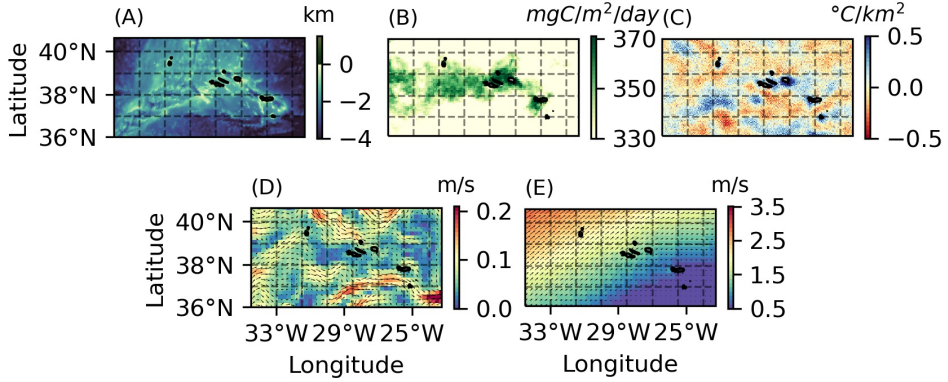 (A) km (B) mgC/m²/day (C) °C/km²
40°N
38°N
36°N
Latitude
0
−2
−4
370
350
330
0.5
0.0
−0.5
(D) m/s (E) m/s
40°N
38°N
36°N
Latitude
0.2
0.1
0.0
3.5
2.5
1.5
0.5
33°W 29°W 25°W 33°W 29°W 25°W
Longitude Longitude